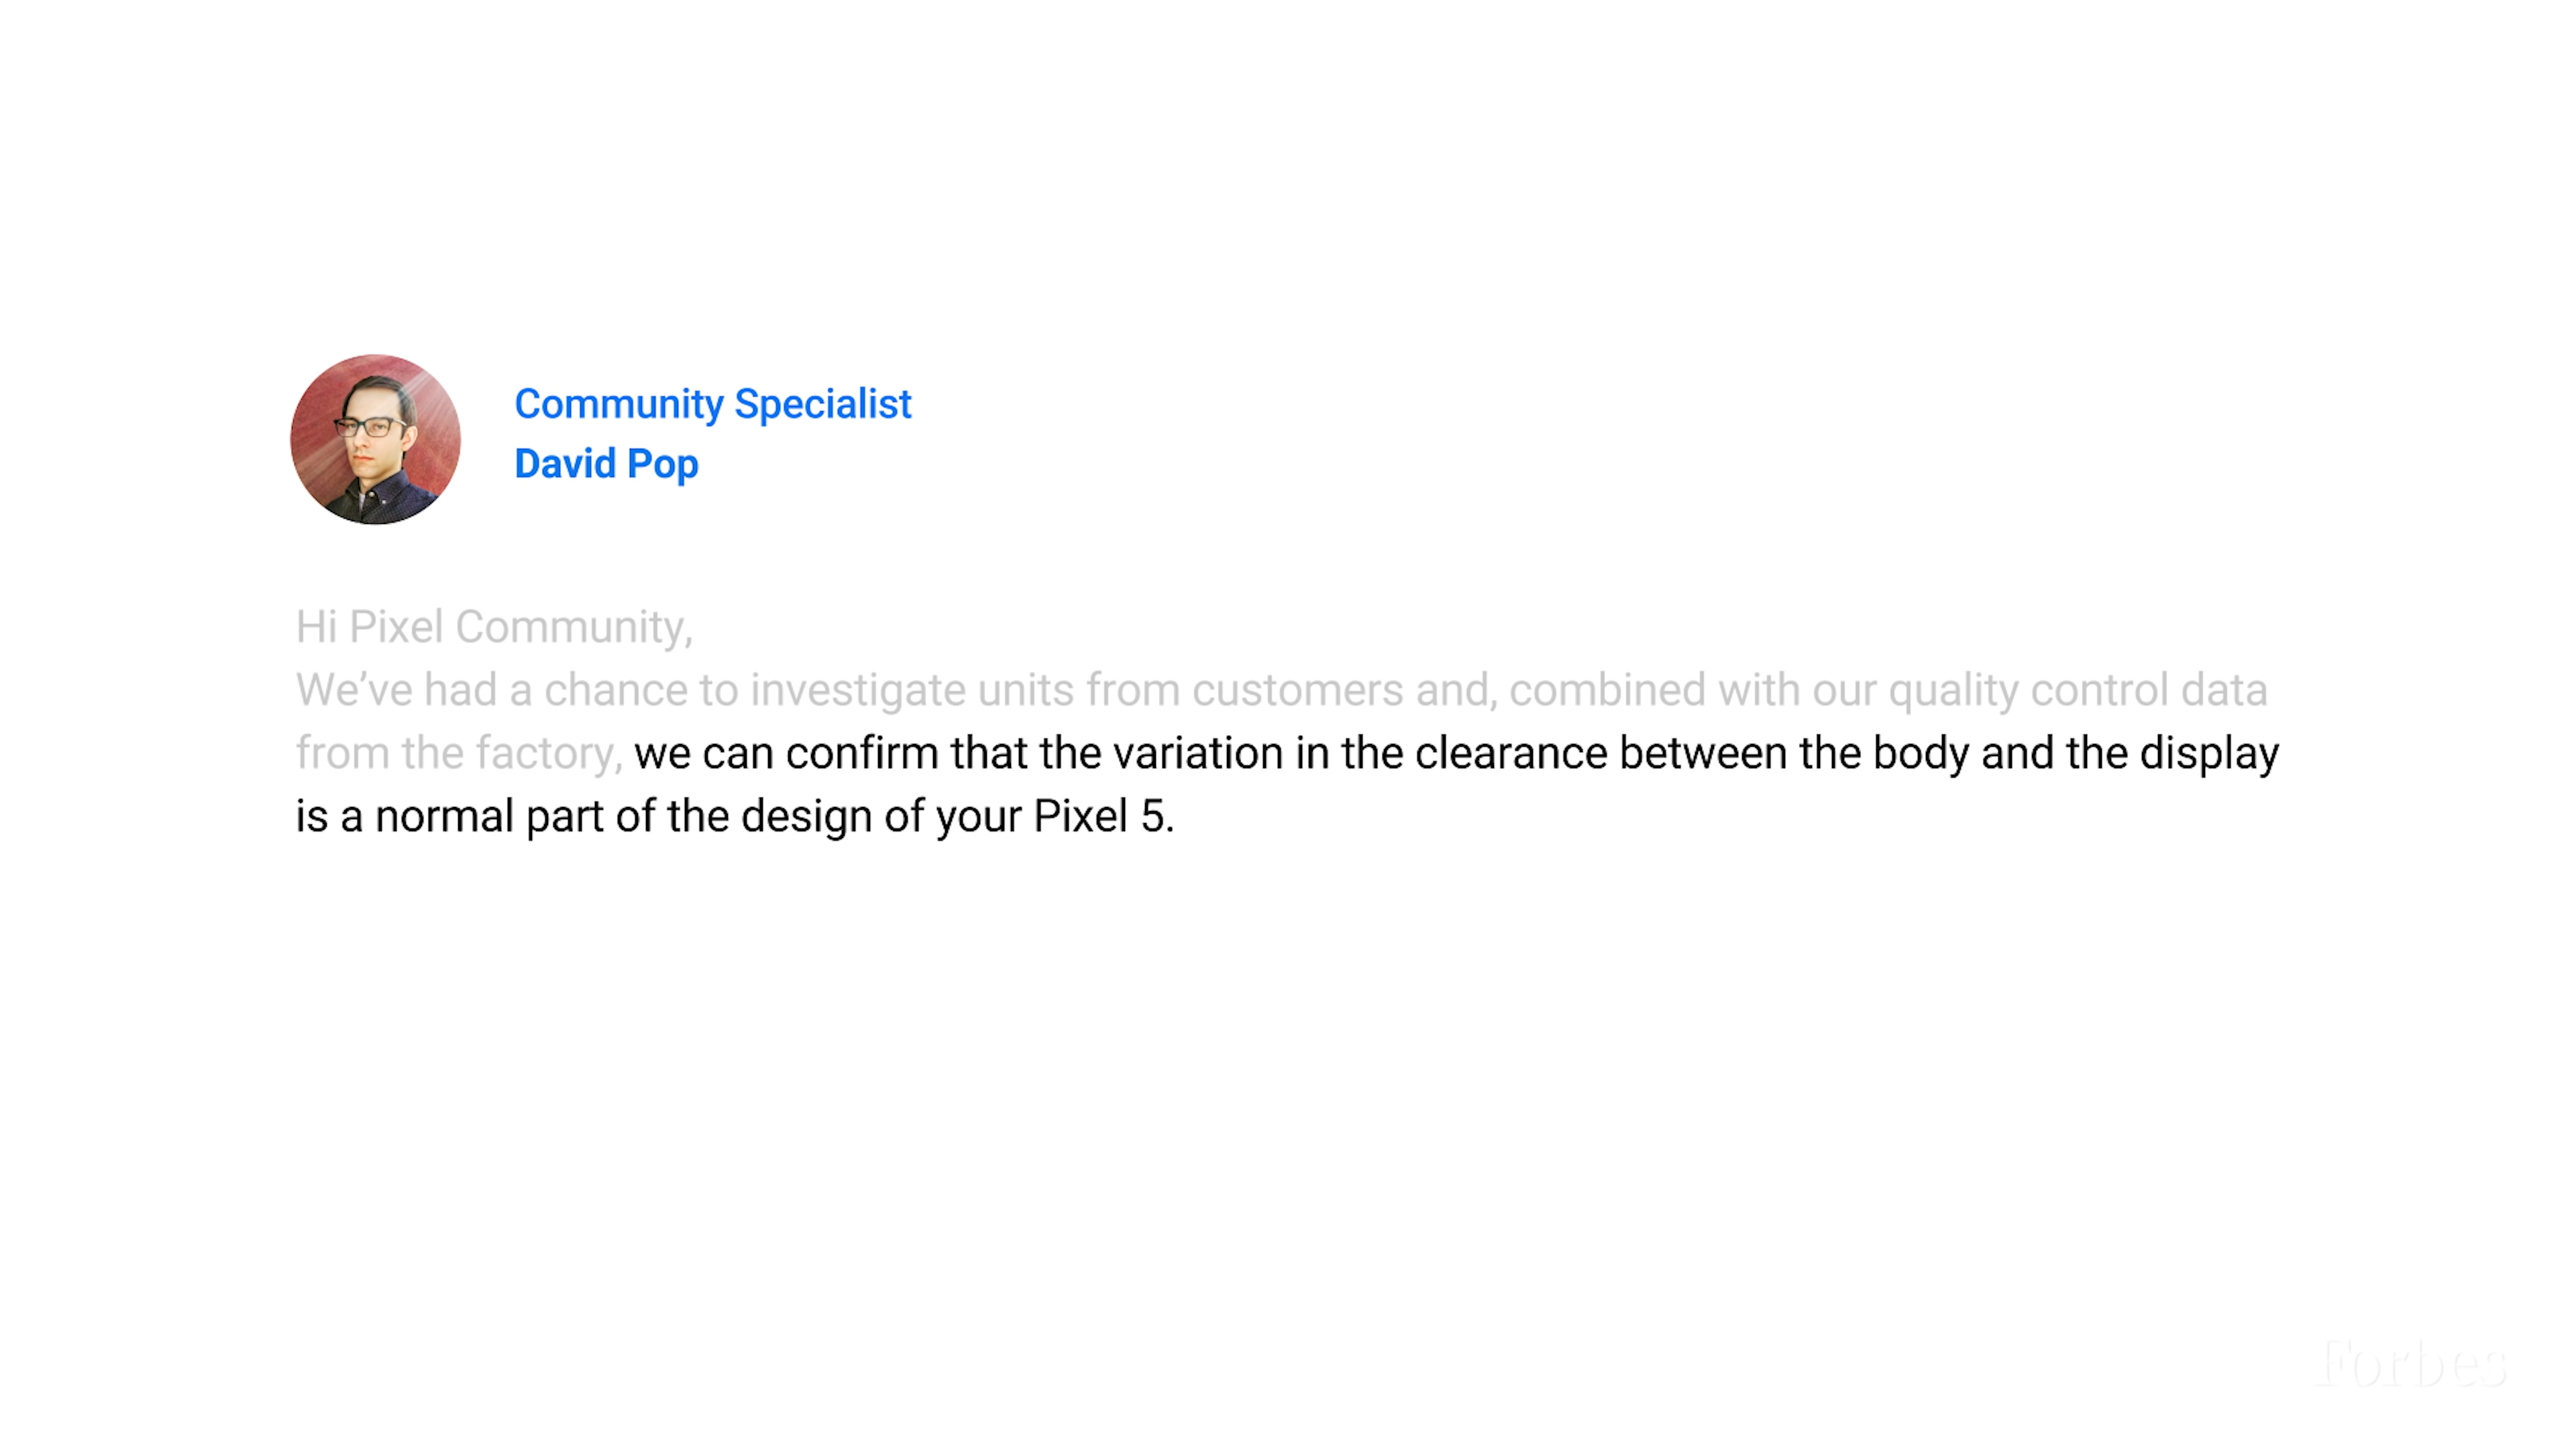 Community Specialist
David Pop
Hi Pixel Community,
We’ve had a chance to investigate units from customers and, combined with our quality control data
from the factory, we can confirm that the variation in the clearance between the body and the display
is a normal part of the design of your Pixel 5.
Forbes